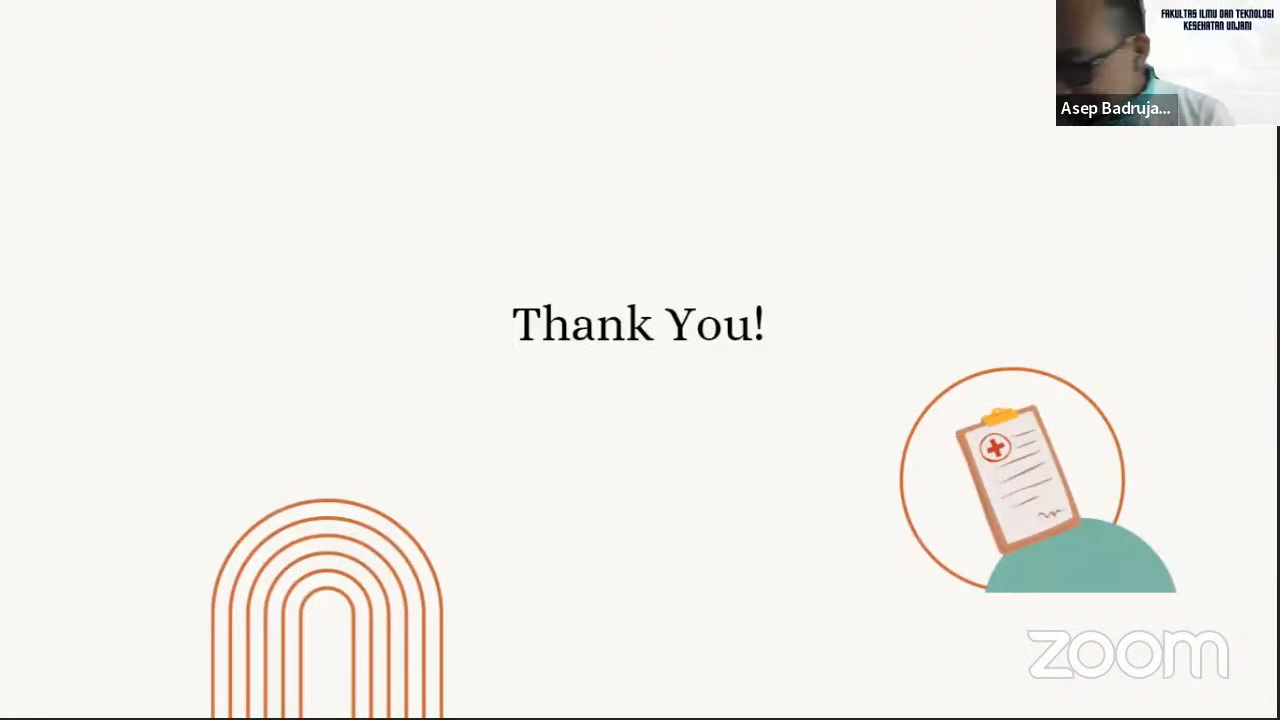 FAKULTAS ILMU DAN TEKNOLOGI
KESEHATAN UNJANI
Asep Badruja...
Thank You!
zoom